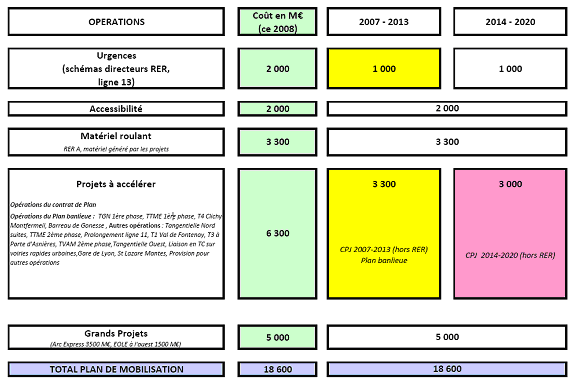 OPERATIONS
Coût en M€
(ce 2008)
2007 - 2013
2014 - 2020
Urgences
(schémas directeurs RER,
ligne 13)
2 000
1 000
1 000
Accessibilité
2 000
2 000
Matériel roulant
RER A, matériel généré par les projets
3 300
3 300
Projets à accélérer
Opérations du contrat de Plan
Opérations du Plan banlieue : TGN 1ére phase, TTME 1ére phase, T4 Clichy
Montfermeil, Barreau de Gonesse , Autres opérations : Tangentielle Nord
suites, TTME 2ème phase, Prolongement ligne 11, T1 Val de Fontenay, T3 à
Porte d'Asnières, TVAM 2ème phase,Tangentielle Ouest, Liaison en TC sur
voiries rapides urbaines,Gare de Lyon, St Lazare Mantes, Provision pour
autres opérations
6 300
3 300
CPJ 2007-2013 (hors RER)
Plan banlieue
3 000
CPJ 2014-2020 (hors RER)
Grands Projets
(Arc Express 3500 M€, EOLE à l'ouest 1500 M€)
5 000
5 000
TOTAL PLAN DE MOBILISATION
18 600
18 600